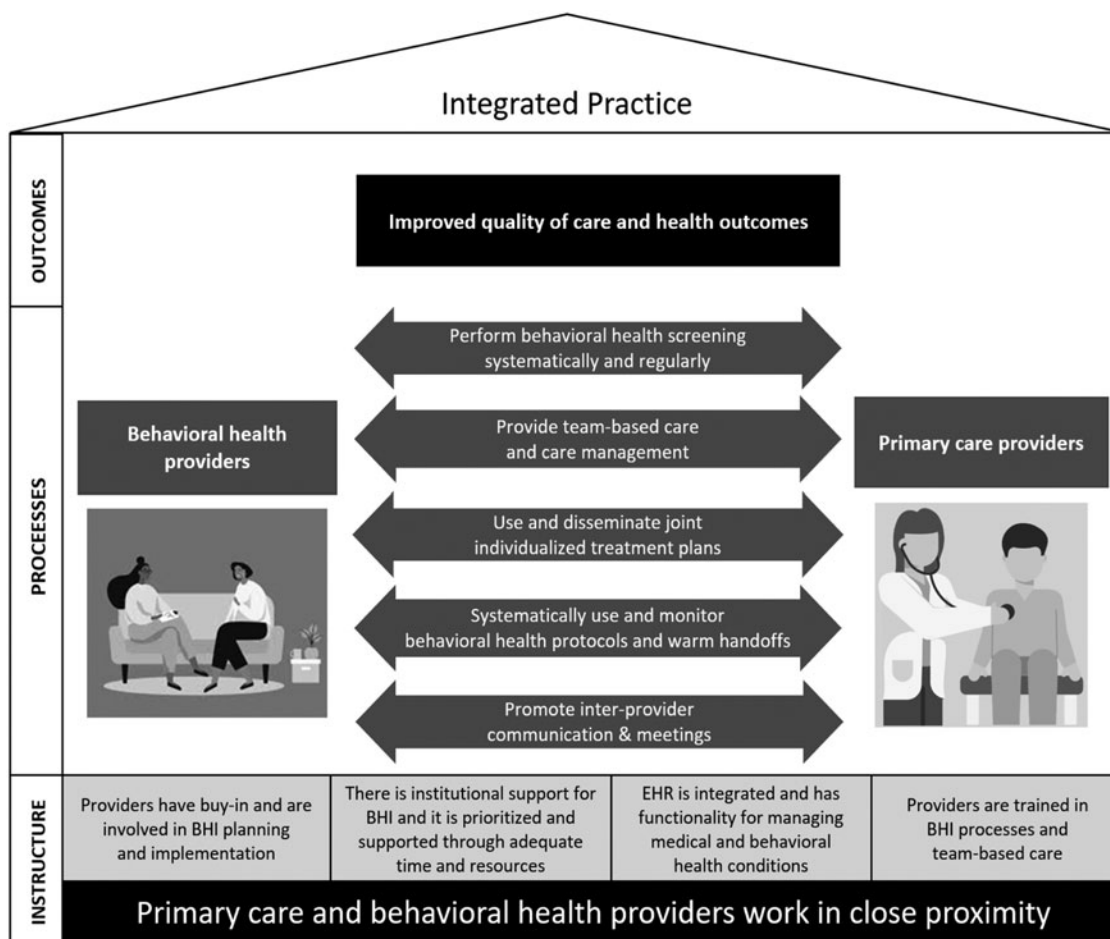 Integrated Practice
OUTCOMES
Improved quality of care and health outcomes
PROCEESSES
Behavioral health
providers
Perform behavioral health screening
systematically and regularly
Provide team-based care
and care management
Use and disseminate joint
individualized treatment plans
Systematically use and monitor
behavioral health protocols and warm handoffs
Promote inter-provider
communication & meetings
Primary care providers
INSTRUCTURE
Providers have buy-in and are
involved in BHI planning
and implementation
There is institutional support for
BHI and it is prioritized and
supported through adequate
time and resources
EHR is integrated and has
functionality for managing
medical and behavioral
health conditions
Providers are trained in
BHI processes and
team-based care
Primary care and behavioral health providers work in close proximity